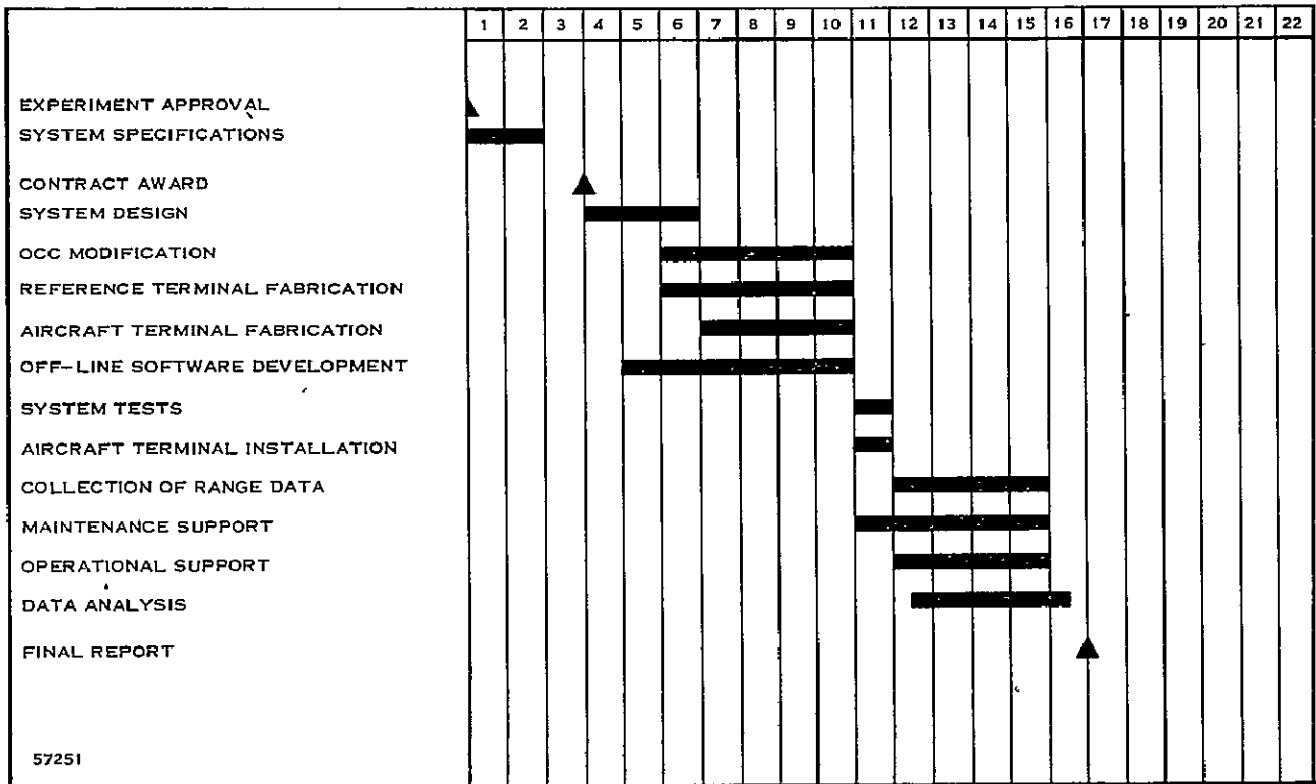 1 2 3 4 5 6 7 8 9 10 11 12 13 14 15 16 17 18 19 20 21 22
EXPERIMENT APPROVAL
SYSTEM SPECIFICATIONS
CONTRACT AWARD
SYSTEM DESIGN
OCC MODIFICATION
REFERENCE TERMINAL FABRICATION
AIRCRAFT TERMINAL FABRICATION
OFF-LINE SOFTWARE DEVELOPMENT
SYSTEM TESTS
AIRCRAFT TERMINAL INSTALLATION
COLLECTION OF RANGE DATA
MAINTENANCE SUPPORT
OPERATIONAL SUPPORT
DATA ANALYSIS
FINAL REPORT
57251